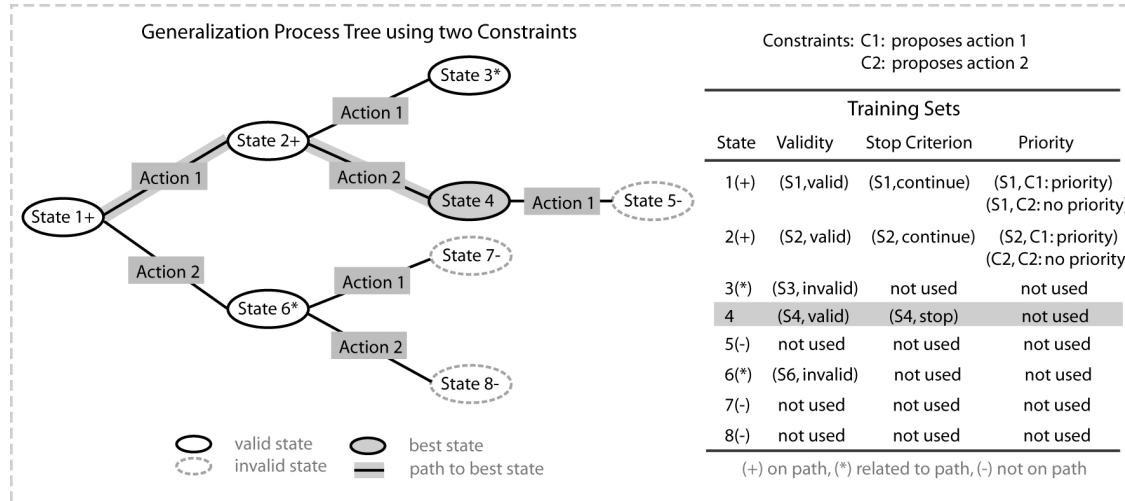 Generalization Process Tree using two Constraints
State 3*
Action 1
State 2+
Action 1
Action 2
State 4
Action 1
State 5-
State 1+
Action 2
State 7-
Action 1
State 6*
Action 2
State 8-
valid state
best state
invalid state
path to best state
Constraints: C1: proposes action 1
C2: proposes action 2
Training Sets
State Validity Stop Criterion Priority
1(+) (S1,valid) (S1,continue) (S1, C1: priority)
(S1, C2: no priority)
2(+) (S2, valid) (S2, continue) (S2, C1: priority)
(C2, C2: no priority
3(*) (S3, invalid) not used not used
4 (S4, valid) (S4, stop) not used
5(-) not used not used not used
6(*) (S6, invalid) not used not used
7(-) not used not used not used
8(-) not used not used not used
(+) on path, (*) related to path, (-) not on path